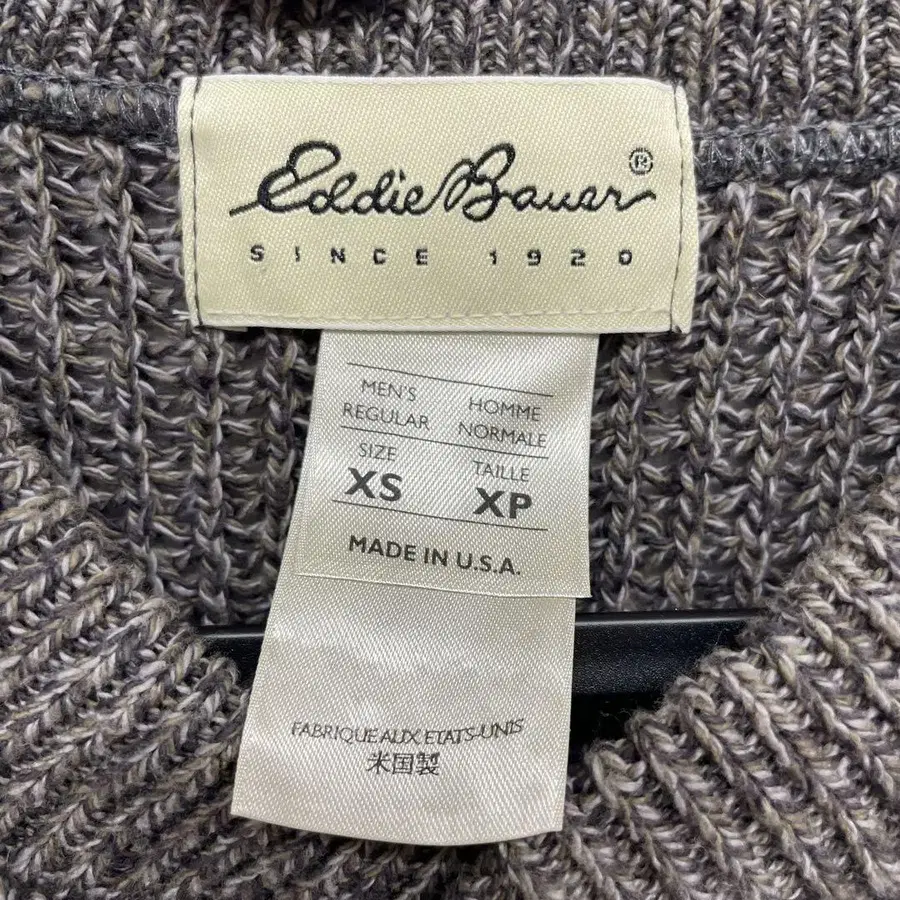 Eddie Bauer®
SINCE 1920
MEN'S
REGULAR
HOMME
NORMALE
SIZE
XS
TAILLE
XP
MADE IN U.S.A.
FABRIQUE AUX ETATS-UNIS
米国製